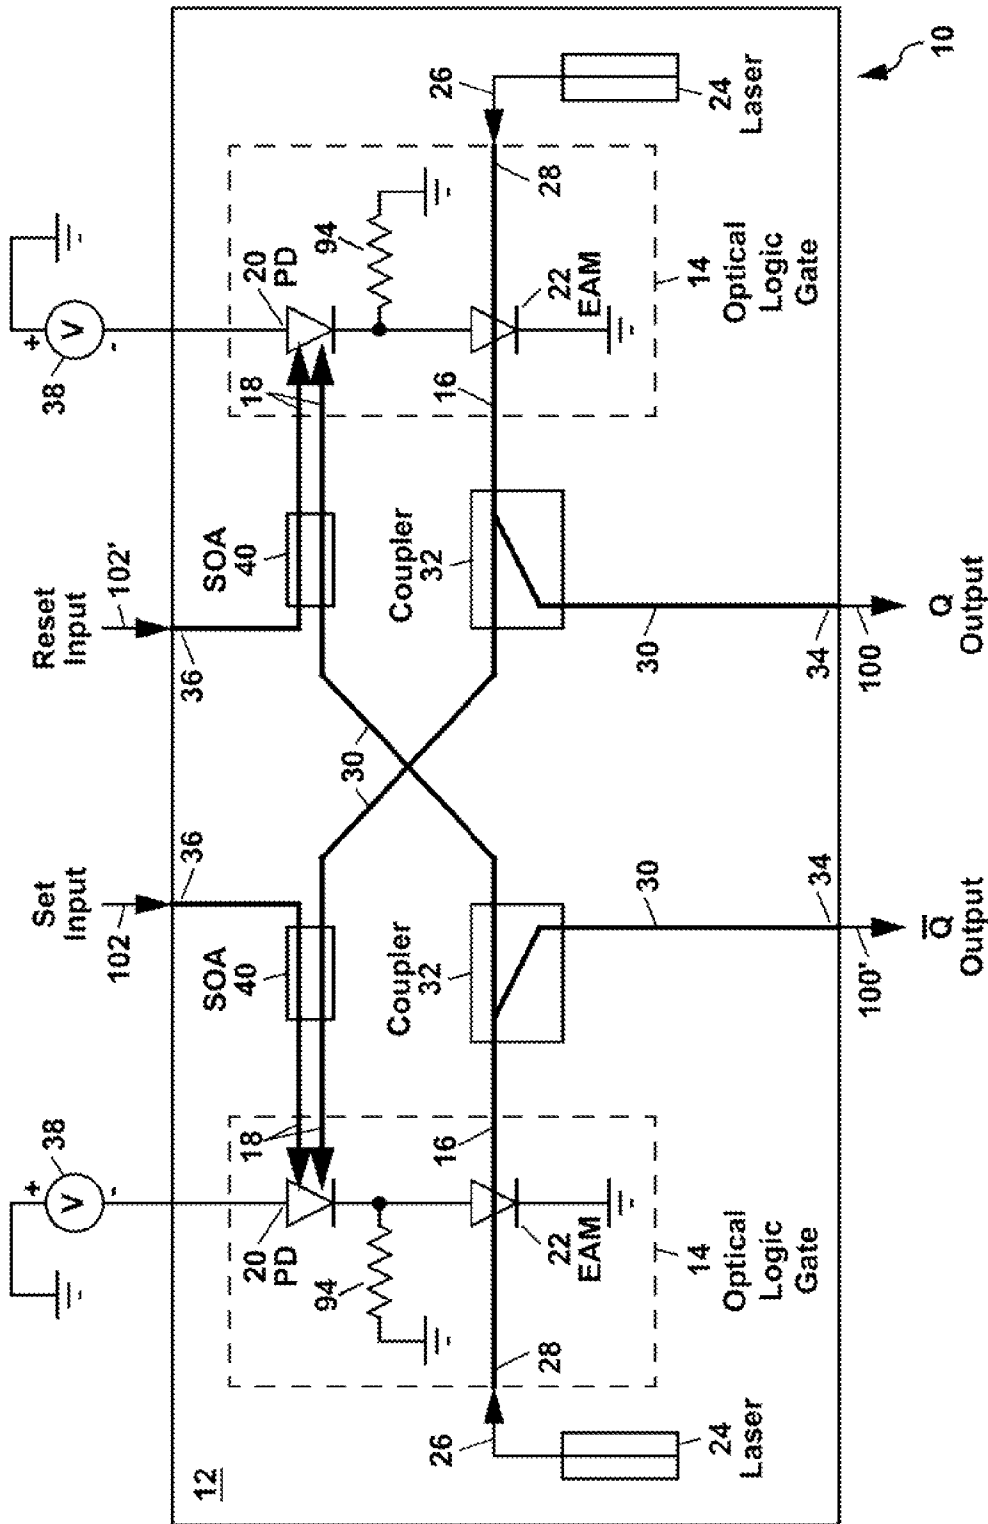 +
V
-
38
+
V
-
38
Set
Input
102
Reset
Input
102'
36
36
12
SOA
40
SOA
40
18
18
20
PD
20
PD
94
94
30
Coupler
32
Coupler
32
16
16
26
28
22
EAM
22
EAM
28
26
30
30
14
Optical
Logic
Gate
14
Optical
Logic
Gate
24
Laser
24
Laser
34
34
100'
100
Q̅
Output
Q
Output
10